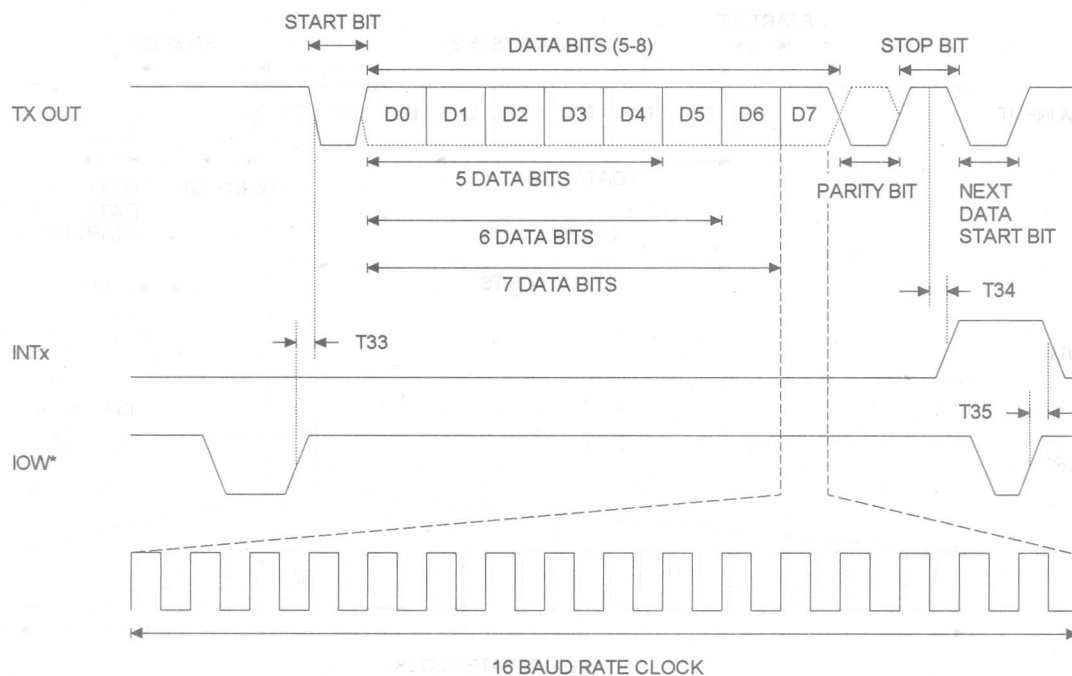 START BIT
DATA BITS (5-8)
STOP BIT
TX OUT
D0 D1 D2 D3 D4 D5 D6 D7
5 DATA BITS
PARITY BIT
NEXT
DATA
START BIT
6 DATA BITS
7 DATA BITS
T34
T33
INTx
T35
IOW*
16 BAUD RATE CLOCK